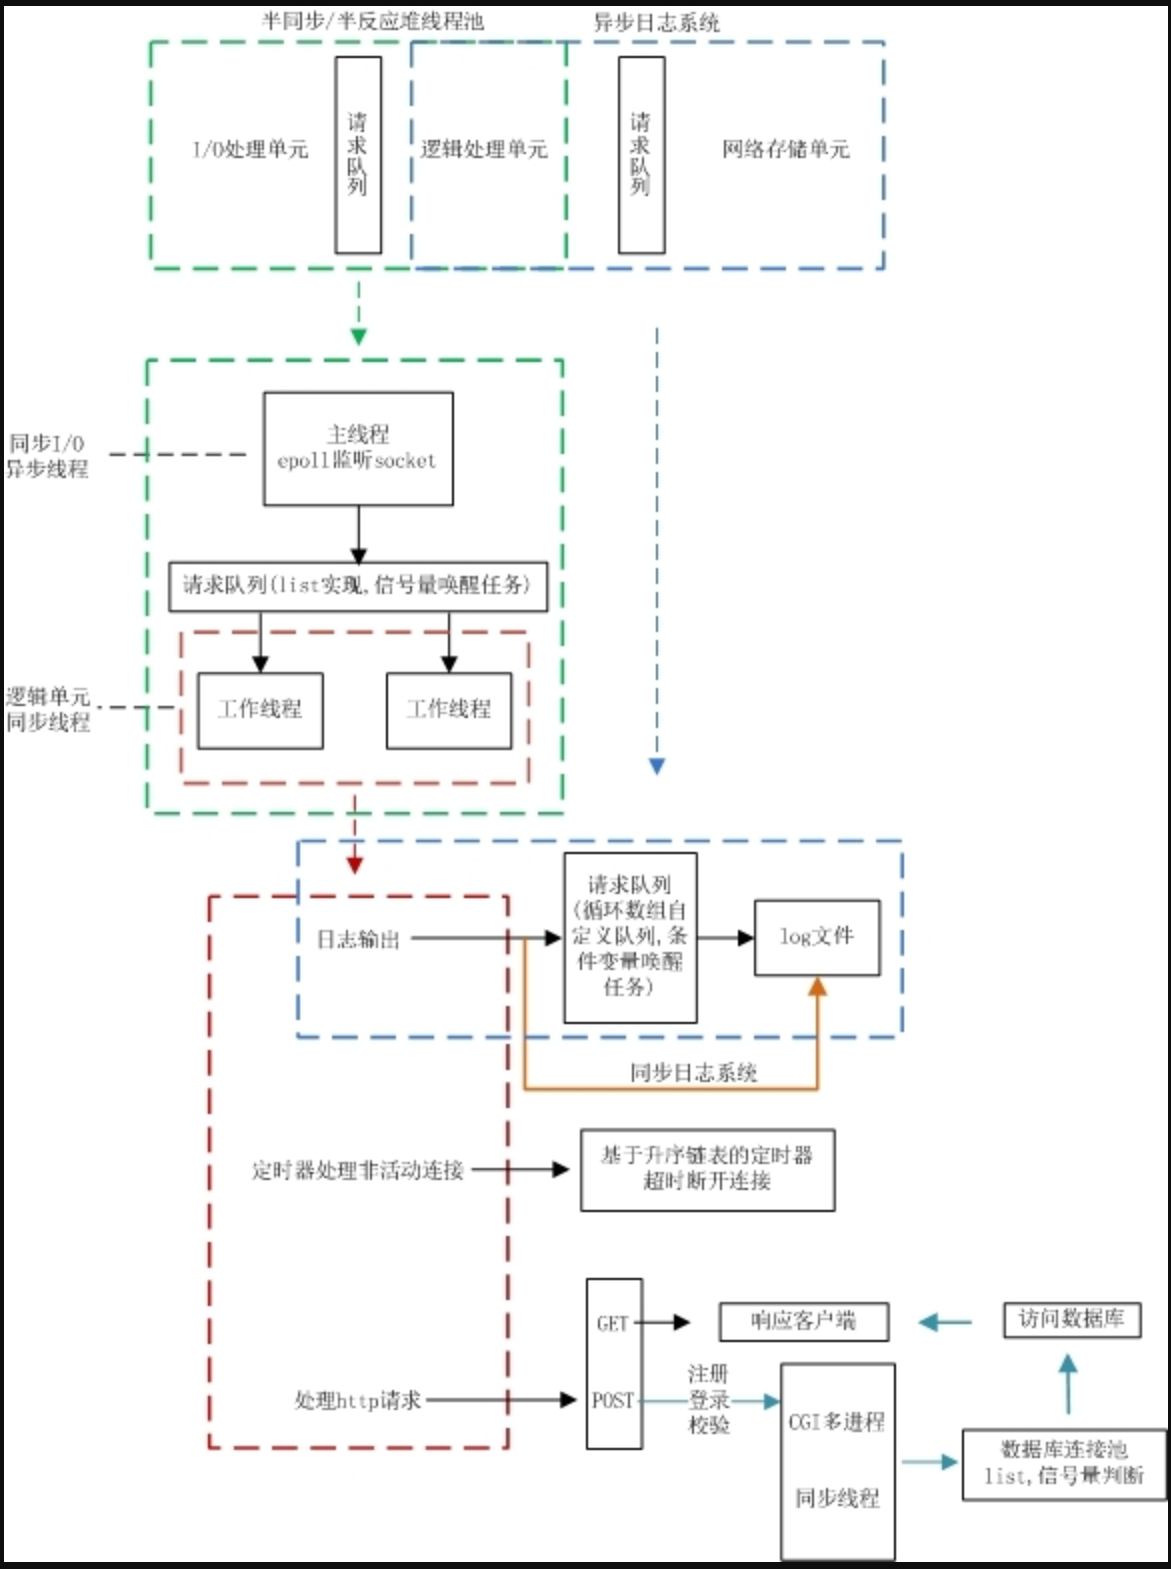 半同步/半反应堆线程池
异步日志系统
I/O处理单元
请
求
队
列
逻辑处理单元
请
求
队
列
网络存储单元
同步I/O
异步线程
主线程
epoll监听socket
请求队列(list实现,信号量唤醒任务)
逻辑单元
同步线程
工作线程
工作线程
日志输出
请求队列
(循环数组自
定义队列,条
件变量唤醒
任务)
log文件
同步日志系统
定时器处理非活动连接
基于升序链表的定时器
超时断开连接
处理http请求
GET
POST
响应客户端
访问数据库
注册
登录
校验
CGI多进程
同步线程
数据库连接池
list,信号量判断